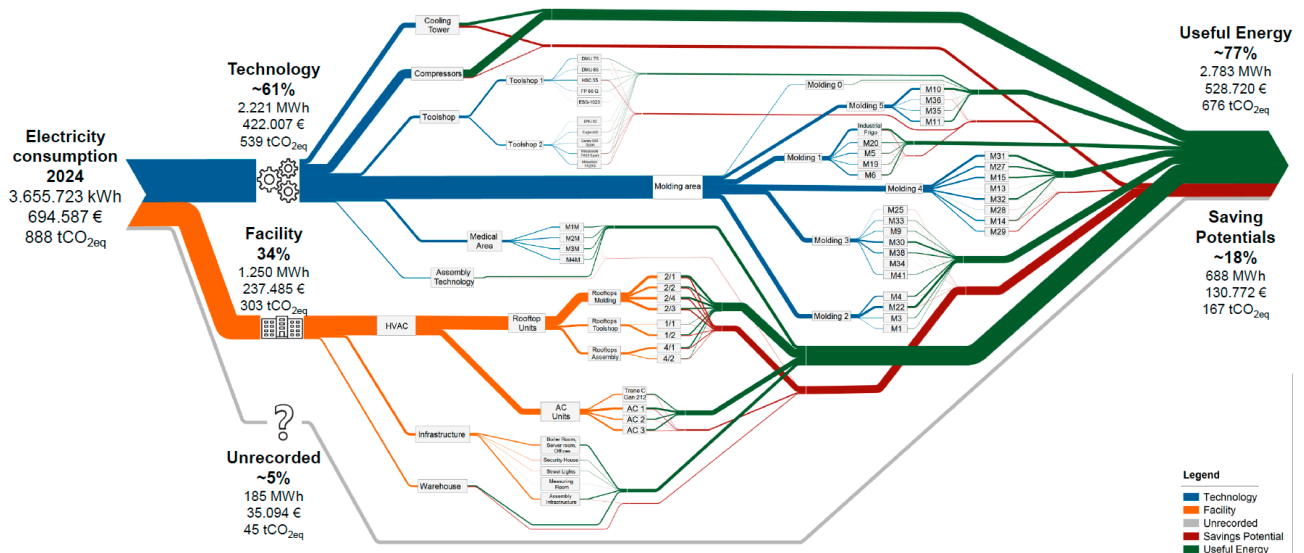 Electricity
consumption
2024
3.655.723 kWh
694.587 €
888 tCO2eq
Technology
~61%
2.221 MWh
422.007 €
539 tCO2eq
Facility
34%
1.250 MWh
237.485 €
303 tCO2eq
?
Unrecorded
~5%
185 MWh
35.094 €
45 tCO2eq
Cooling
Tower
Compressors
Toolshop
Toolshop 1
Toolshop 2
Molding area
Medical
Area
M1M
M2M
M3M
M4M
Assembly
Technology
HVAC
Rooftop
Units
Rooftops
Molding
2/1
2/2
2/4
2/3
Rooftops
Toolshop
1/1
1/2
Rooftops
Assembly
4/1
4/2
AC
Units
Trane C
Gen 212
AC 1
AC 2
AC 3
Infrastructure
Boiler Room,
Server room,
Offices
Security House
Street Lights
Measuring
Room
Assembly
Infrastructure
Warehouse
Molding 0
Molding 5
M10
M36
M35
M11
Molding 1
Industrial
Frigo
M20
M5
M19
M6
Molding 4
M31
M27
M15
M13
M32
M28
M14
M29
Molding 3
M25
M33
M9
M30
M38
M34
M41
Molding 2
M4
M22
M3
M1
Useful Energy
~77%
2.783 MWh
528.720 €
676 tCO2eq
Saving
Potentials
~18%
688 MWh
130.772 €
167 tCO2eq
Legend
Technology
Facility
Unrecorded
Savings Potential
Useful Energy